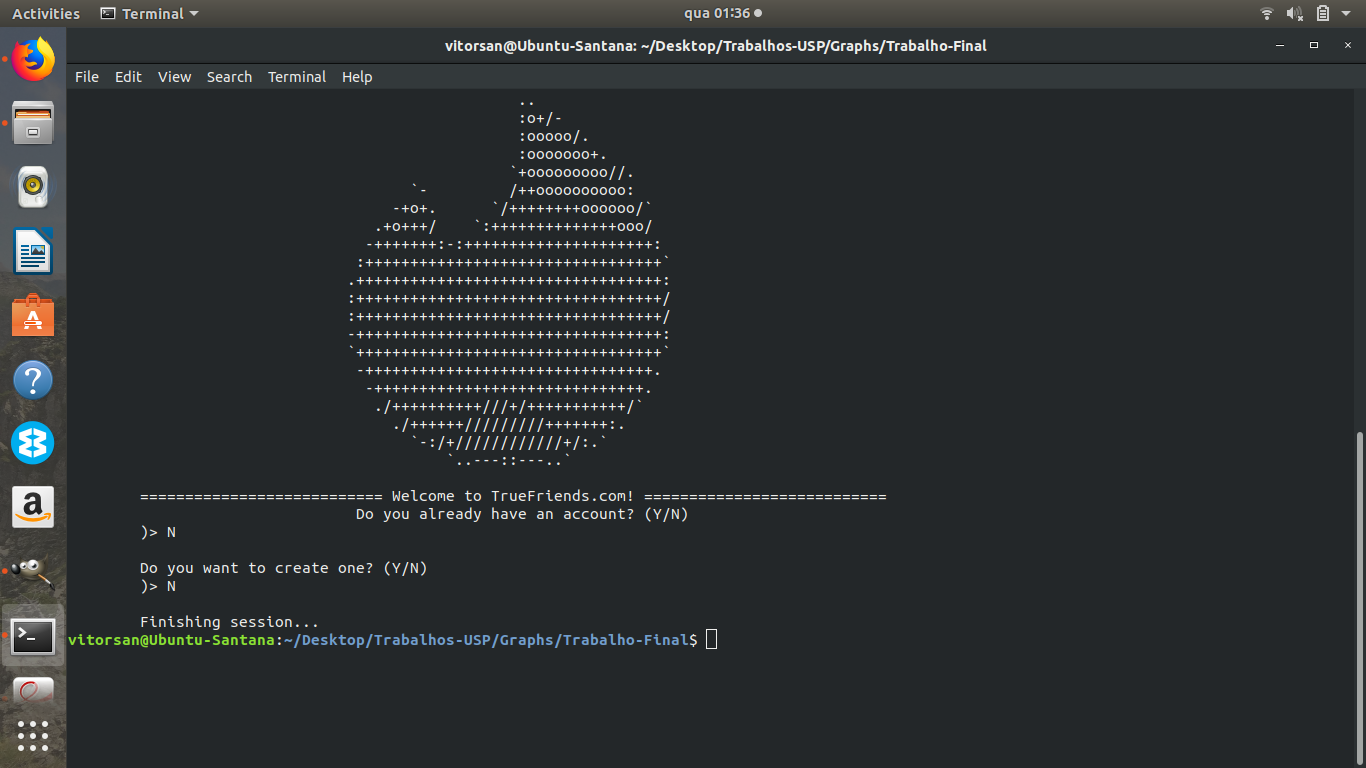 Activities Terminal qua 01:36
vitorsan@Ubuntu-Santana: ~/Desktop/Trabalhos-USP/Graphs/Trabalho-Final
File Edit View Search Terminal Help
..
:o+/-
:ooooo/.
:ooooooo+.
`+ooooooooo//.
`- /++oooooooooo:
-+o+. `/++++++++oooooo/`
.+o+++/ `:++++++++++++++ooo/
-+++++++:-:+++++++++++++++++++++:
:+++++++++++++++++++++++++++++++++`
.++++++++++++++++++++++++++++++++++:
:++++++++++++++++++++++++++++++++++/
:++++++++++++++++++++++++++++++++++/
-++++++++++++++++++++++++++++++++++:
`++++++++++++++++++++++++++++++++++`
-++++++++++++++++++++++++++++++++.
-++++++++++++++++++++++++++++++.
./++++++++++///+/+++++++++++/`
./++++++/////////+++++++:.
`-:/+////////////+/:.`
`..---::---..`
=========================== Welcome to TrueFriends.com! ===========================
Do you already have an account? (Y/N)
)> N
Do you want to create one? (Y/N)
)> N
Finishing session...
vitorsan@Ubuntu-Santana:~/Desktop/Trabalhos-USP/Graphs/Trabalho-Final$